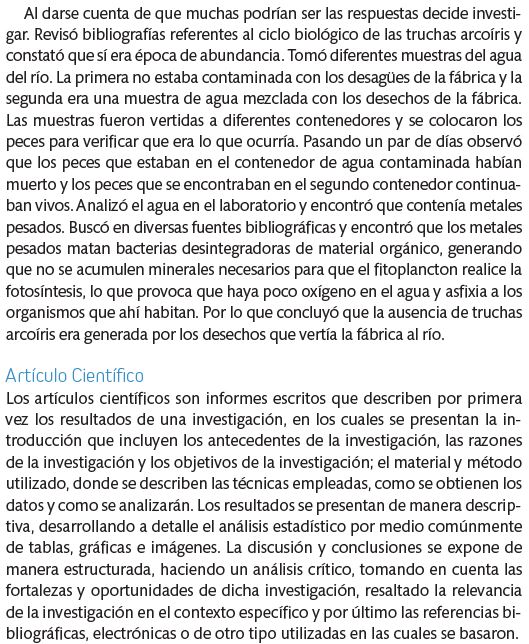 Al darse cuenta de que muchas podrían ser las respuestas decide investi-
gar. Revisó bibliografías referentes al ciclo biológico de las truchas arcoíris y
constató que sí era época de abundancia. Tomó diferentes muestras del agua
del río. La primera no estaba contaminada con los desagües de la fábrica y la
segunda era una muestra de agua mezclada con los desechos de la fábrica.
Las muestras fueron vertidas a diferentes contenedores y se colocaron los
peces para verificar que era lo que ocurría. Pasando un par de días observó
que los peces que estaban en el contenedor de agua contaminada habían
muerto y los peces que se encontraban en el segundo contenedor continua-
ban vivos. Analizó el agua en el laboratorio y encontró que contenía metales
pesados. Buscó en diversas fuentes bibliográficas y encontró que los metales
pesados matan bacterias desintegradoras de material orgánico, generando
que no se acumulen minerales necesarios para que el fitoplancton realice la
fotosíntesis, lo que provoca que haya poco oxígeno en el agua y asfixia a los
organismos que ahí habitan. Por lo que concluyó que la ausencia de truchas
arcoíris era generada por los desechos que vertía la fábrica al río.
Artículo Científico
Los artículos científicos son informes escritos que describen por primera
vez los resultados de una investigación, en los cuales se presentan la in-
troducción que incluyen los antecedentes de la investigación, las razones
de la investigación y los objetivos de la investigación; el material y método
utilizado, donde se describen las técnicas empleadas, como se obtienen los
datos y como se analizarán. Los resultados se presentan de manera descrip-
tiva, desarrollando a detalle el análisis estadístico por medio comúnmente
de tablas, gráficas e imágenes. La discusión y conclusiones se expone de
manera estructurada, haciendo un análisis crítico, tomando en cuenta las
fortalezas y oportunidades de dicha investigación, resaltado la relevancia
de la investigación en el contexto específico y por último las referencias bi-
bliográficas, electrónicas o de otro tipo utilizadas en las cuales se basaron.